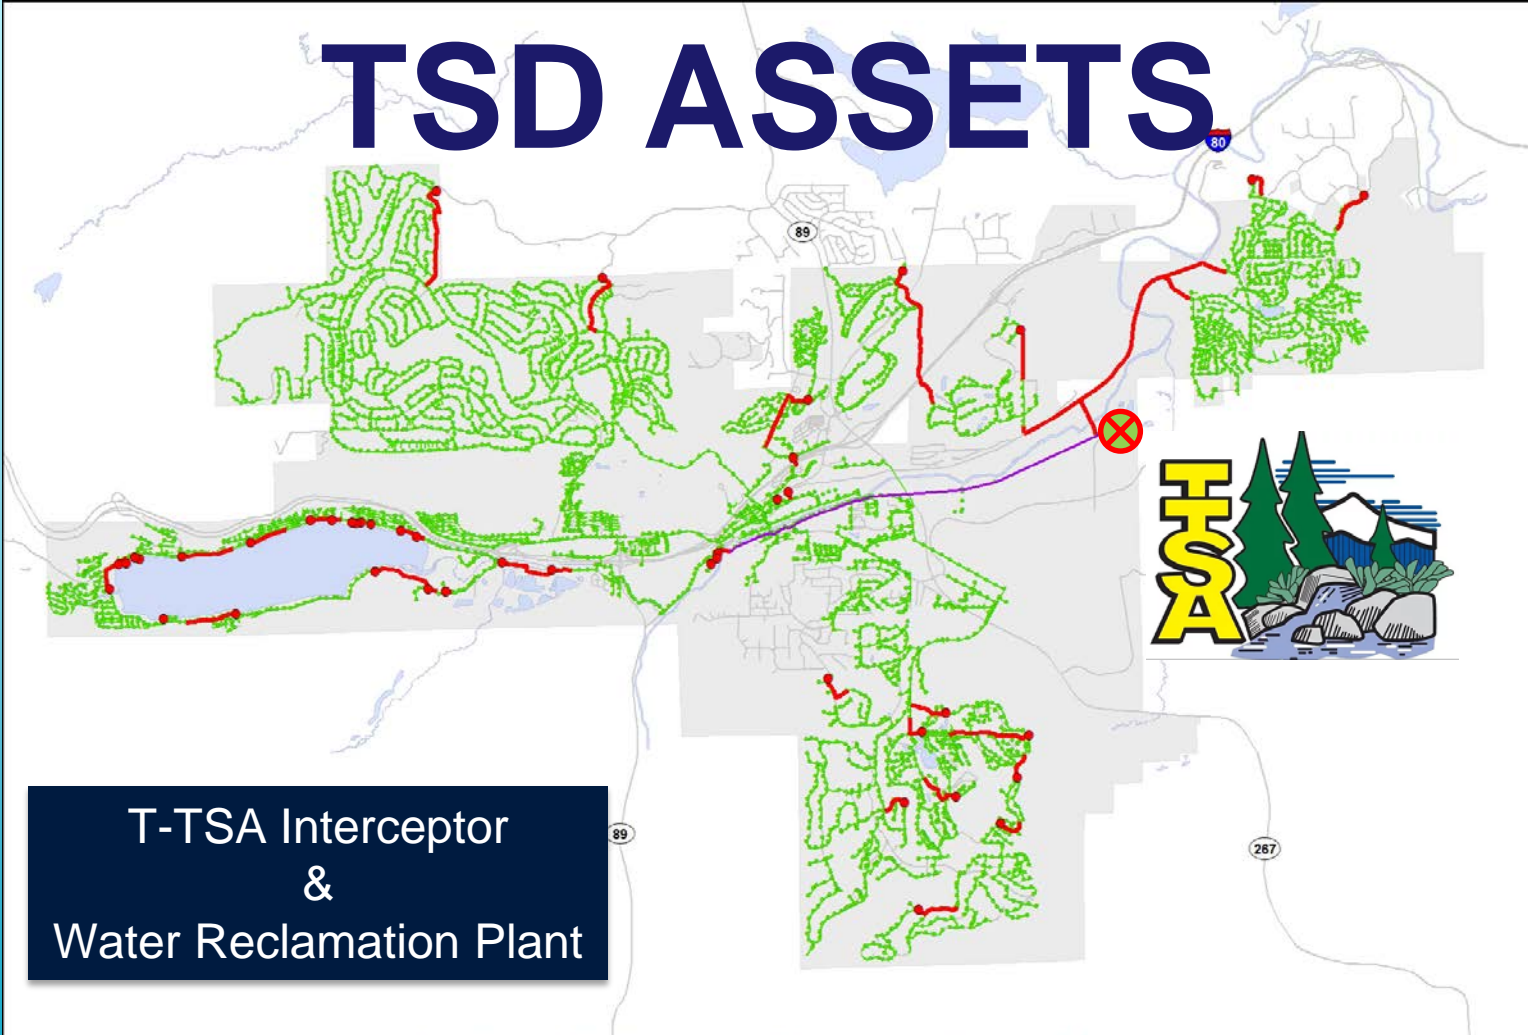 TSD ASSETS
80
89
TTSA
T-TSA Interceptor
&
Water Reclamation Plant
89
267